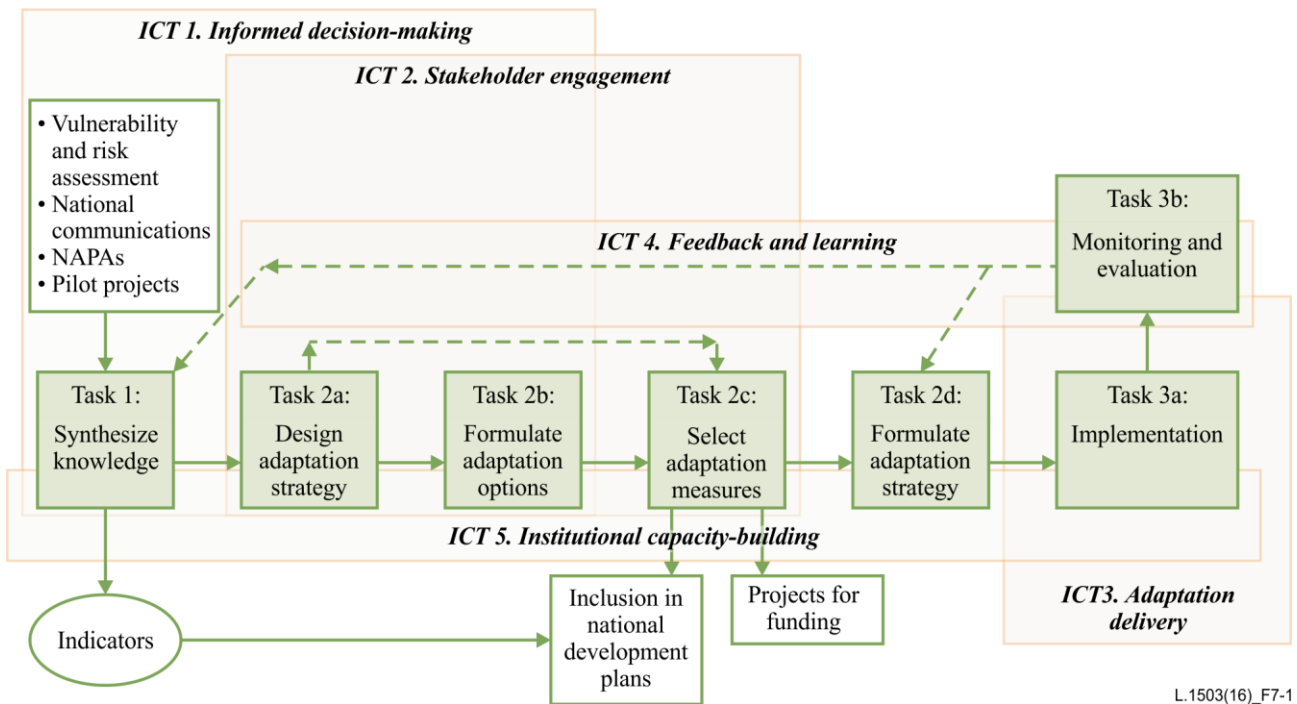 ICT 1. Informed decision-making
ICT 2. Stakeholder engagement
• Vulnerability
and risk
assessment
• National
communications
• NAPAs
• Pilot projects
Task 3b:
Monitoring and
evaluation
ICT 4. Feedback and learning
Task 1:
Synthesize
knowledge
Task 2a:
Design
adaptation
strategy
Task 2b:
Formulate
adaptation
options
Task 2c:
Select
adaptation
measures
Task 2d:
Formulate
adaptation
strategy
Task 3a:
Implementation
ICT 5. Institutional capacity-building
Indicators
Inclusion in
national
development
plans
Projects for
funding
ICT3. Adaptation
delivery
L.1503(16)_F7-1